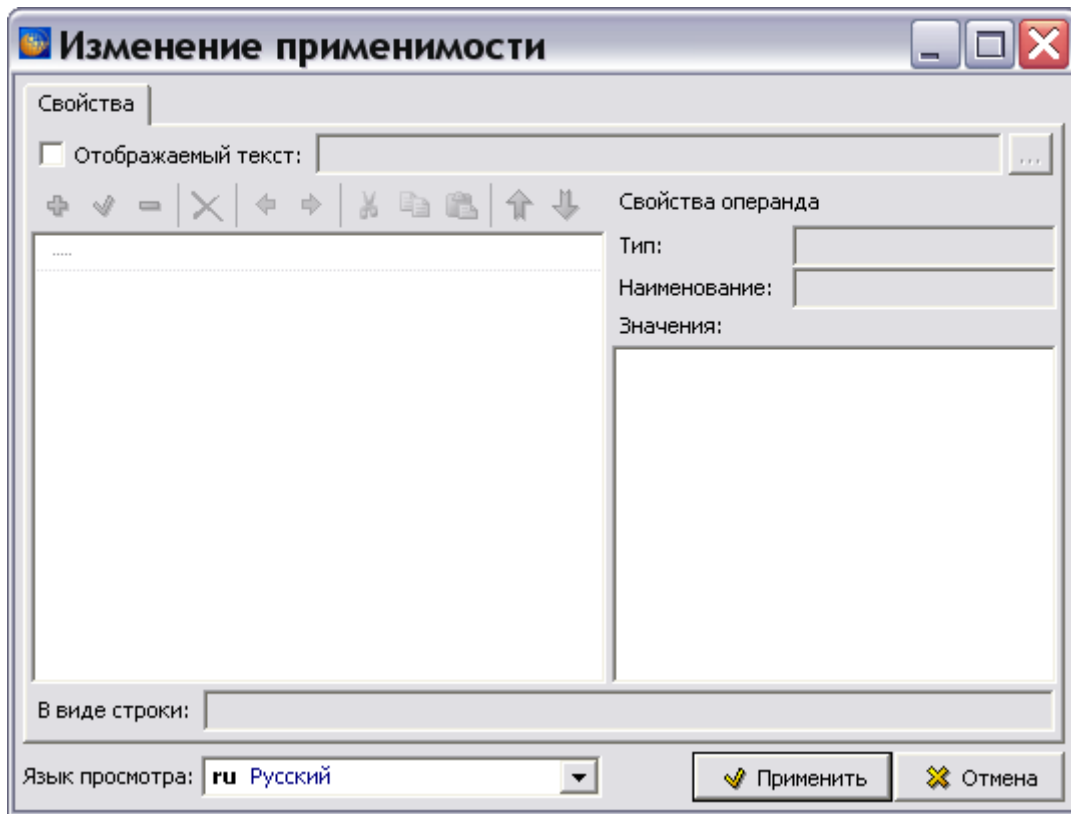 Изменение применимости
Свойства
Отображаемый текст:
...
Свойства операнда
.....
Тип:
Наименование:
Значения:
В виде строки:
Язык просмотра: ru Русский
Применить
Отмена